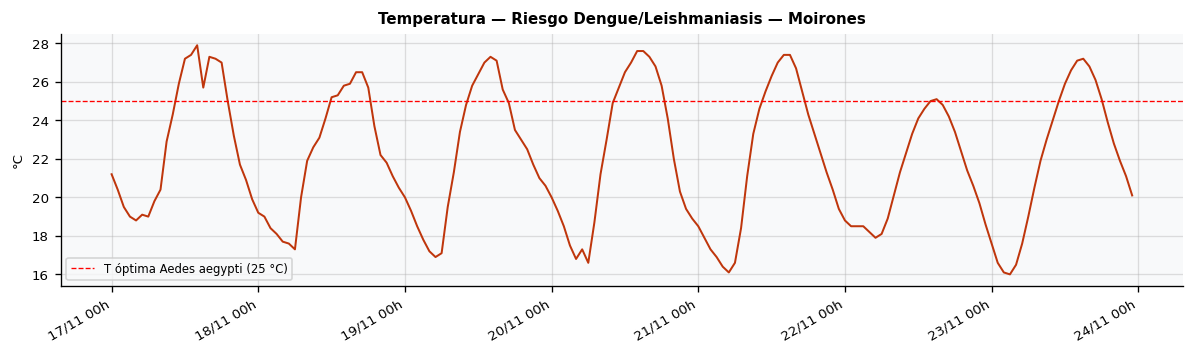 Temperatura — Riesgo Dengue/Leishmaniasis — Moirones
°C
28
26
24
22
20
18
16
T óptima Aedes aegypti (25 °C)
17/11 00h
18/11 00h
19/11 00h
20/11 00h
21/11 00h
22/11 00h
23/11 00h
24/11 00h